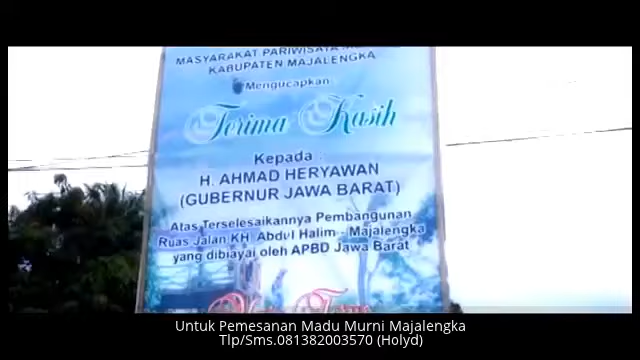 MASYARAKAT PARIWISATA
KABUPATEN MAJALENGKA
Mengucapkan:
Terima Kasih
Kepada :
H. AHMAD HERYAWAN
(GUBERNUR JAWA BARAT)
Atas Terselesaikannya Pembangunan
Ruas Jalan KH. Abdul Halim - Majalengka
yang dibiayai oleh APBD Jawa Barat
Untuk Pemesanan Madu Murni Majalengka
Tlp/Sms.081382003570 (Holyd)